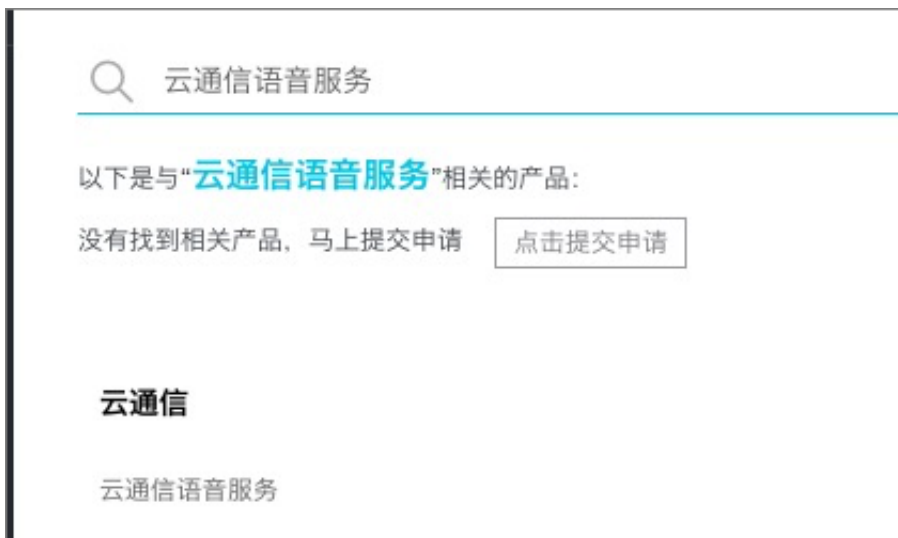 云通信语音服务
以下是与“云通信语音服务”相关的产品：
没有找到相关产品，马上提交申请 点击提交申请
云通信
云通信语音服务